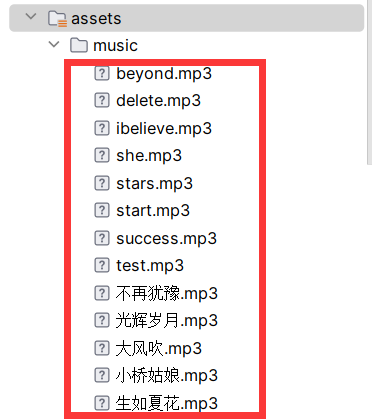 assets
music
beyond.mp3
delete.mp3
ibelieve.mp3
she.mp3
stars.mp3
start.mp3
success.mp3
test.mp3
不再犹豫.mp3
光辉岁月.mp3
大风吹.mp3
小桥姑娘.mp3
生如夏花.mp3